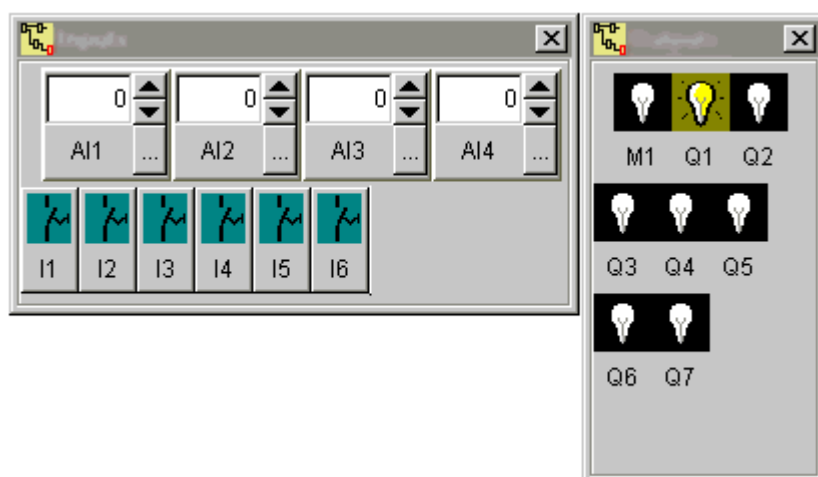 0 0 0 0
AI1 ... AI2 ... AI3 ... AI4 ...
I1 I2 I3 I4 I5 I6
M1 Q1 Q2
Q3 Q4 Q5
Q6 Q7